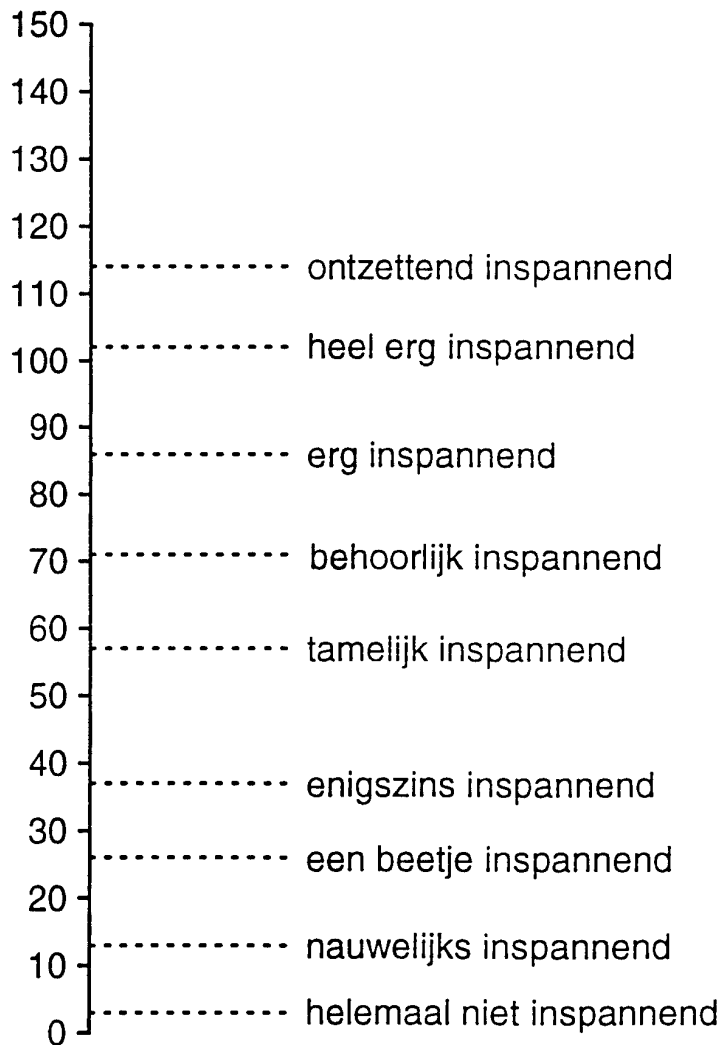 150
140
130
120
ontzettend inspannend
110
heel erg inspannend
100
90
erg inspannend
80
behoorlijk inspannend
70
60
tamelijk inspannend
50
40
enigszins inspannend
30
een beetje inspannend
20
nauwelijks inspannend
10
helemaal niet inspannend
0